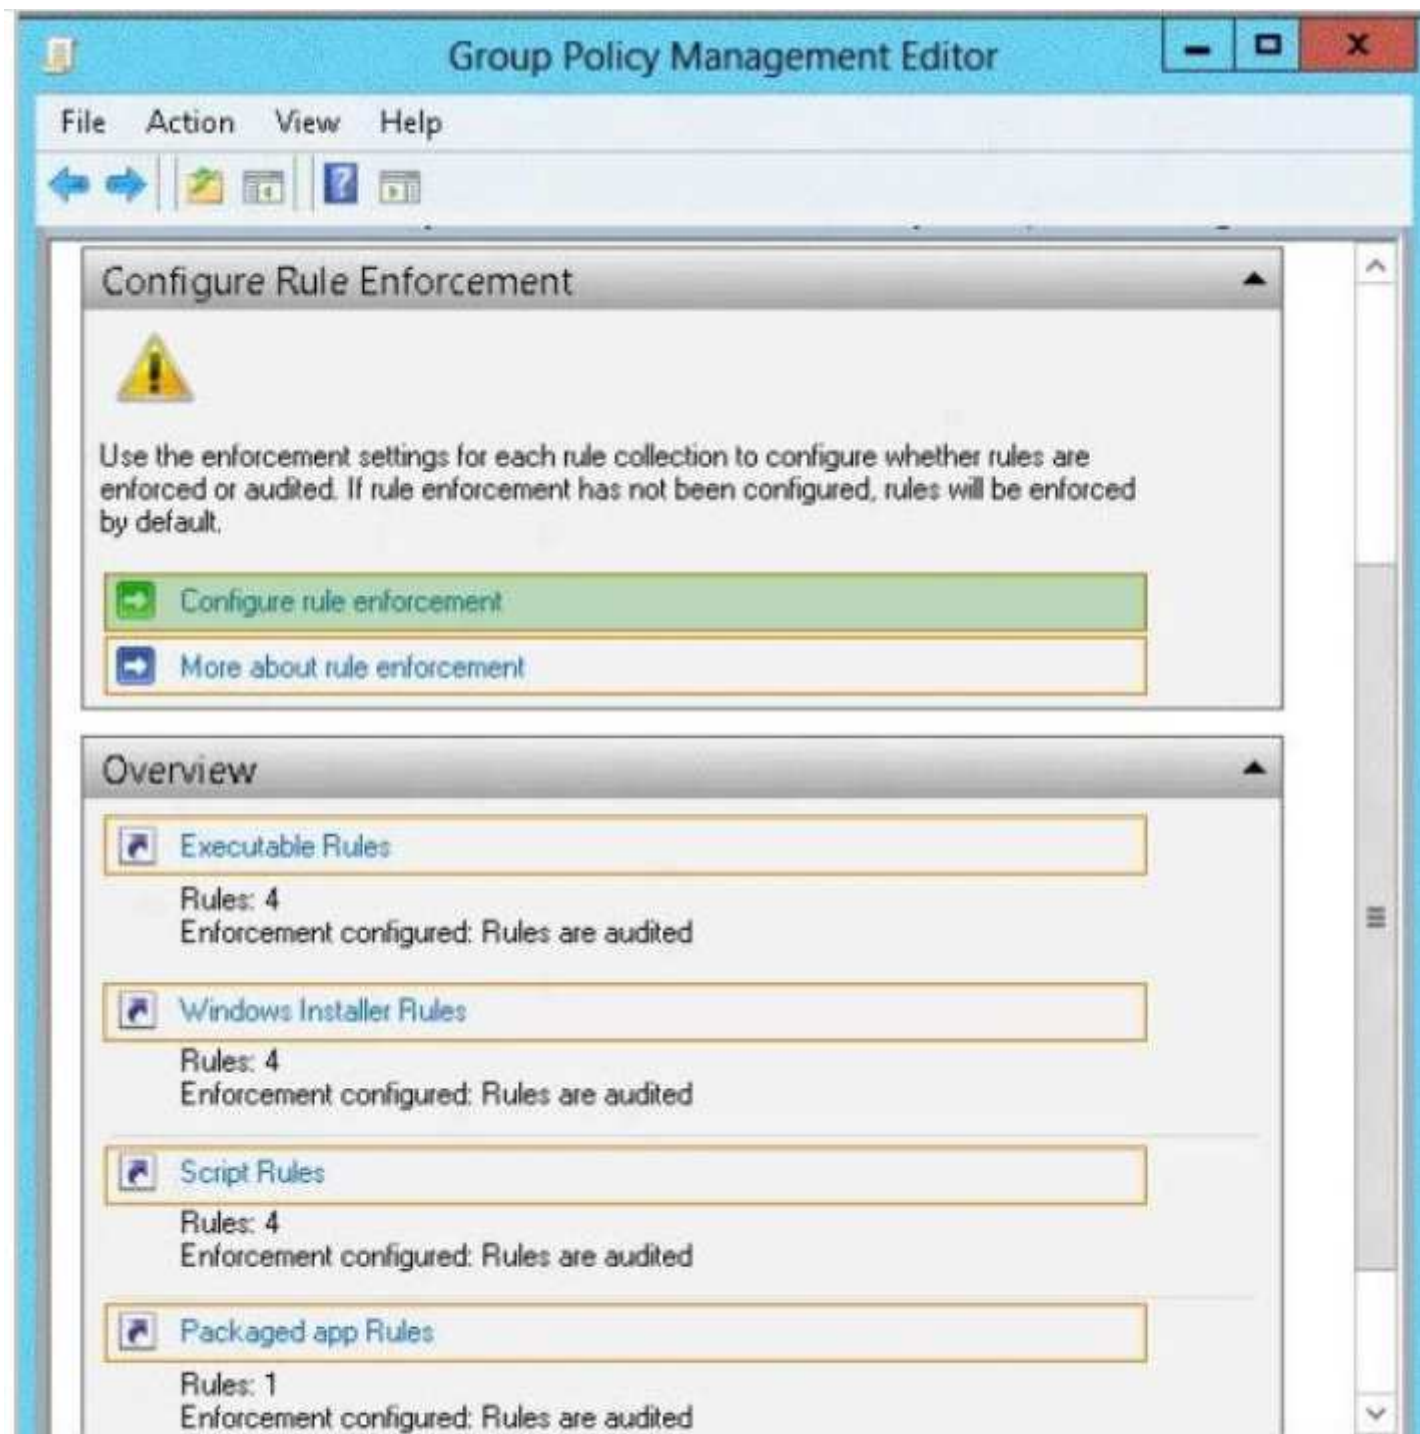 Group Policy Management Editor
File Action View Help
Configure Rule Enforcement
Use the enforcement settings for each rule collection to configure whether rules are
enforced or audited. If rule enforcement has not been configured, rules will be enforced
by default.
Configure rule enforcement
More about rule enforcement
Overview
Executable Rules
Rules: 4
Enforcement configured: Rules are audited
Windows Installer Rules
Rules: 4
Enforcement configured: Rules are audited
Script Rules
Rules: 4
Enforcement configured: Rules are audited
Packaged app Rules
Rules: 1
Enforcement configured: Rules are audited